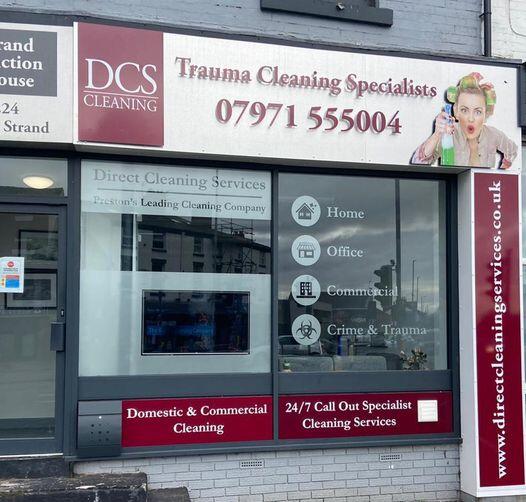 rand
ction
ouse
24
Strand
DCS
CLEANING
Trauma Cleaning Specialists
07971 555004
Direct Cleaning Services
Preston's Leading Cleaning Company
Home
Office
Commercial
Crime & Trauma
Domestic & Commercial
Cleaning
24/7 Call Out Specialist
Cleaning Services
www.directcleaningservices.co.uk